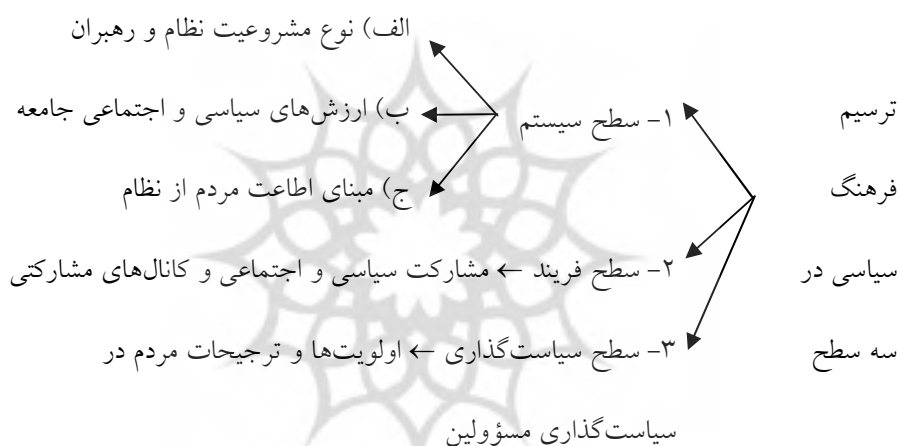 الف) نوع مشروعیت نظام و رهبران
ترسیم
۱- سطح سیستم
ب) ارزش‌های سیاسی و اجتماعی جامعه
فرهنگ
ج) مبنای اطاعت مردم از نظام
سیاسی در
۲- سطح فریند ← مشارکت سیاسی و اجتماعی و کانال‌های مشارکتی
سه سطح
۳- سطح سیاست‌گذاری ← اولویت‌ها و ترجیحات مردم در
سیاست‌گذاری مسؤولین